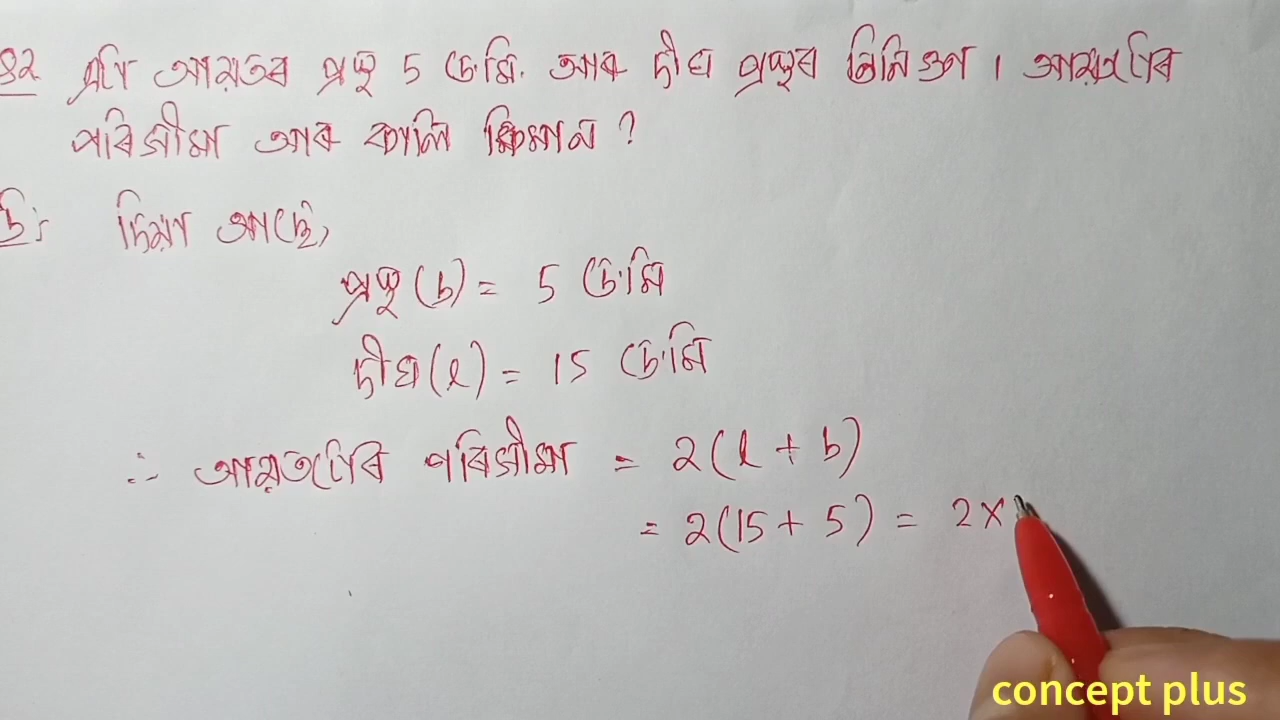 Q2 এটা আয়তৰ প্ৰস্থ 5 চে.মি. আৰু দীঘ প্ৰস্থৰ তিনি গুণ । আয়তটোৰ
পৰিসীমা আৰু কালি কিমান ?
উঃ দিয়া আছে,
প্ৰস্থ (b) = 5 চে.মি
দীঘ (l) = 15 চে.মি
∴ আয়তটোৰ পৰিসীমা = 2(l + b)
= 2(15 + 5) = 2×
concept plus